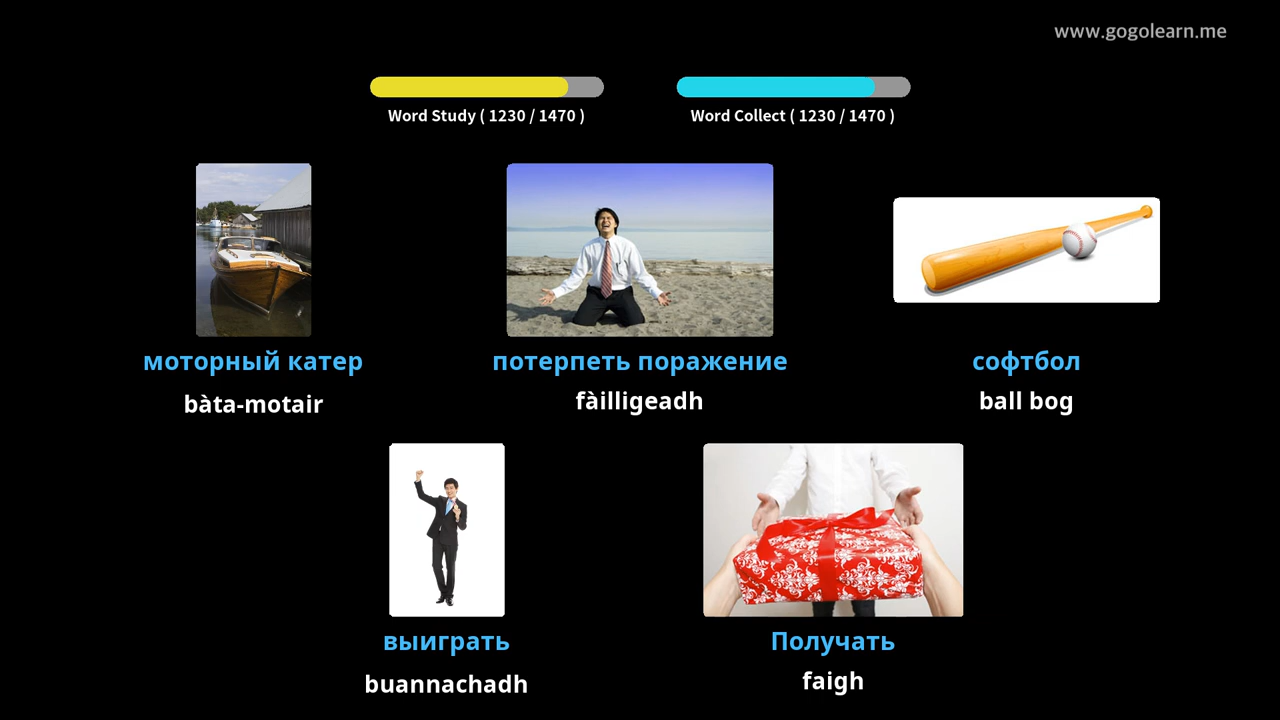 www.gogolearn.me
Word Study ( 1230 / 1470 )
Word Collect ( 1230 / 1470 )
моторный катер
потерпеть поражение
софтбол
bàta-motair
fàilligeadh
ball bog
выиграть
Получать
buannachadh
faigh